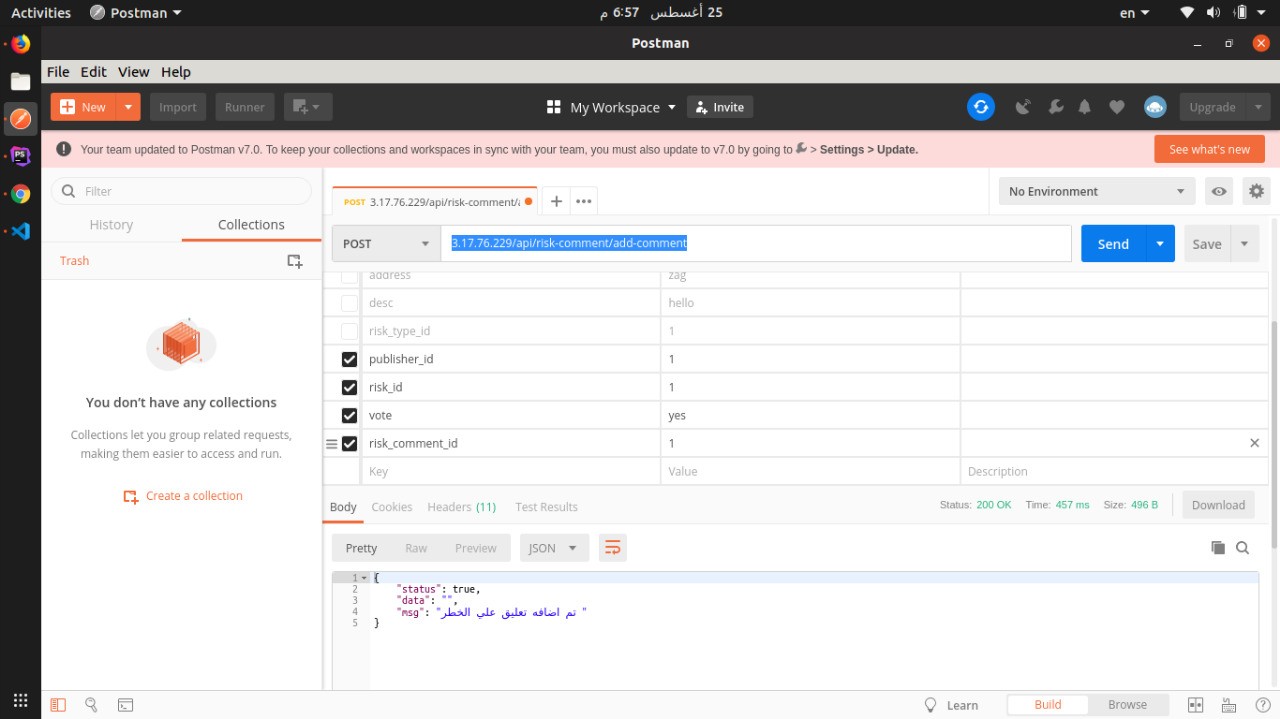 Activities Postman 25 أغسطس 6:57 م en
Postman
File Edit View Help
New Import Runner My Workspace Invite Upgrade
Your team updated to Postman v7.0. To keep your collections and workspaces in sync with your team, you must also update to v7.0 by going to > Settings > Update. See what's new
Filter
History Collections
Trash
You don't have any collections
Collections let you group related requests,
making them easier to access and run.
Create a collection
POST 3.17.76.229/api/risk-comment/a
No Environment
POST 3.17.76.229/api/risk-comment/add-comment Send Save
address zag
desc hello
risk_type_id 1
publisher_id 1
risk_id 1
vote yes
risk_comment_id 1
Key Value Description
Body Cookies Headers (11) Test Results Status: 200 OK Time: 457 ms Size: 496 B Download
Pretty Raw Preview JSON
1 {
2 "status": true,
3 "data": "",
4 "msg": "تم اضافه تعليق علي الخطر "
5 }
Learn Build Browse